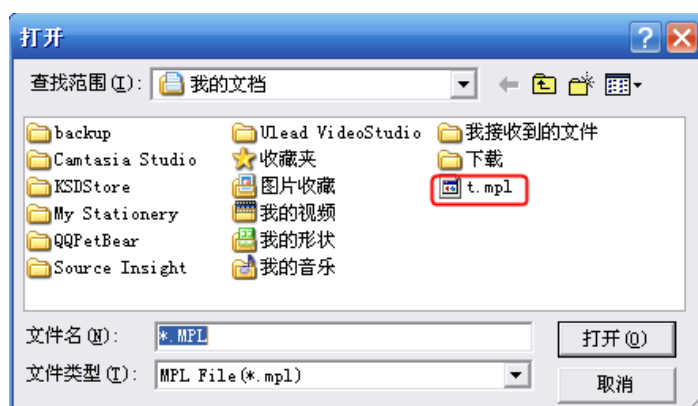 打开
查找范围(I): 我的文档
backup
Camtasia Studio
KSDStore
My Stationery
QQPetBear
Source Insight
Ulead VideoStudio
收藏夹
图片收藏
我的视频
我的形状
我的音乐
我接收到的文件
下载
t.mpl
文件名(N): *.MPL
打开(O)
文件类型(T): MPL File(*.mpl)
取消